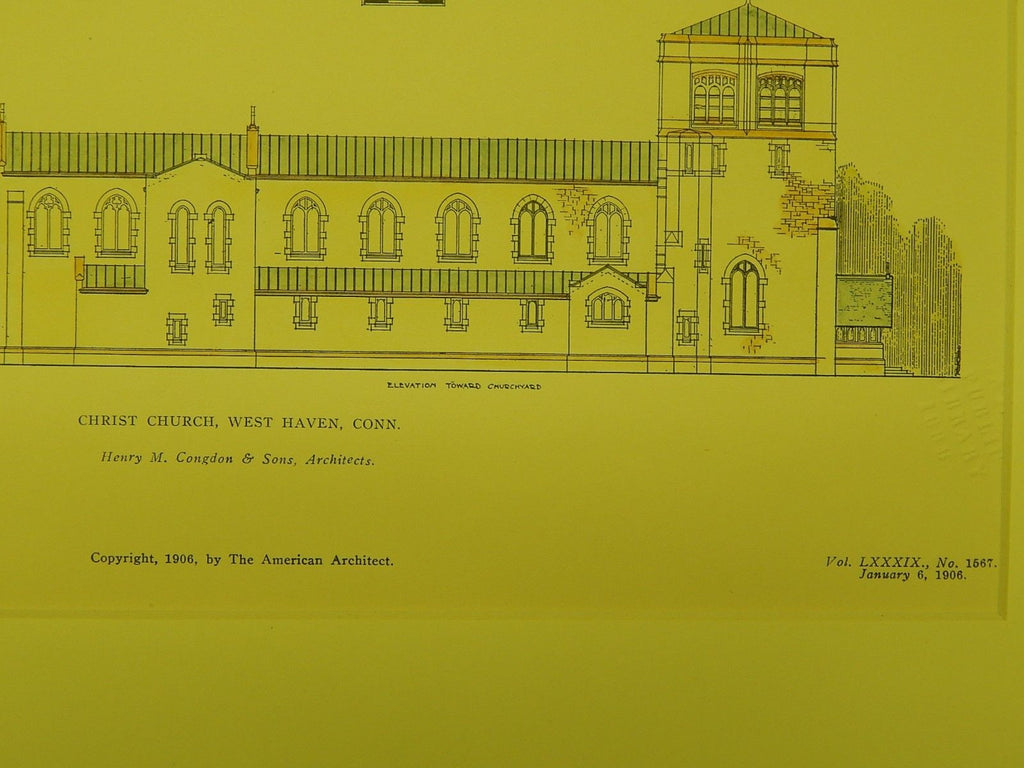 ELEVATION TOWARD CHURCHYARD
CHRIST CHURCH, WEST HAVEN, CONN.
Henry M. Congdon & Sons, Architects.
Copyright, 1906, by The American Architect.
Vol. LXXXIX., No. 1567.
January 6, 1906.